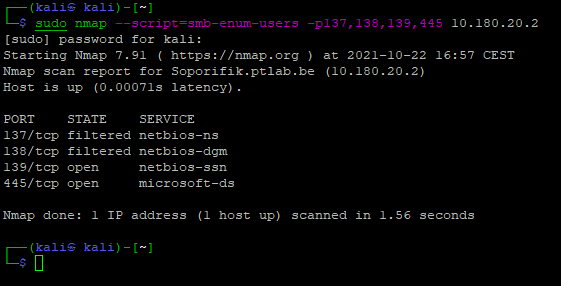 ┌──(kali㉿ kali)-[~]
└─$ sudo nmap --script=smb-enum-users -p137,138,139,445 10.180.20.2
[sudo] password for kali:
Starting Nmap 7.91 ( https://nmap.org ) at 2021-10-22 16:57 CEST
Nmap scan report for Soporifik.ptlab.be (10.180.20.2)
Host is up (0.00071s latency).
PORT    STATE    SERVICE
137/tcp filtered netbios-ns
138/tcp filtered netbios-dgm
139/tcp open     netbios-ssn
445/tcp open     microsoft-ds
Nmap done: 1 IP address (1 host up) scanned in 1.56 seconds
┌──(kali㉿ kali)-[~]
└─$